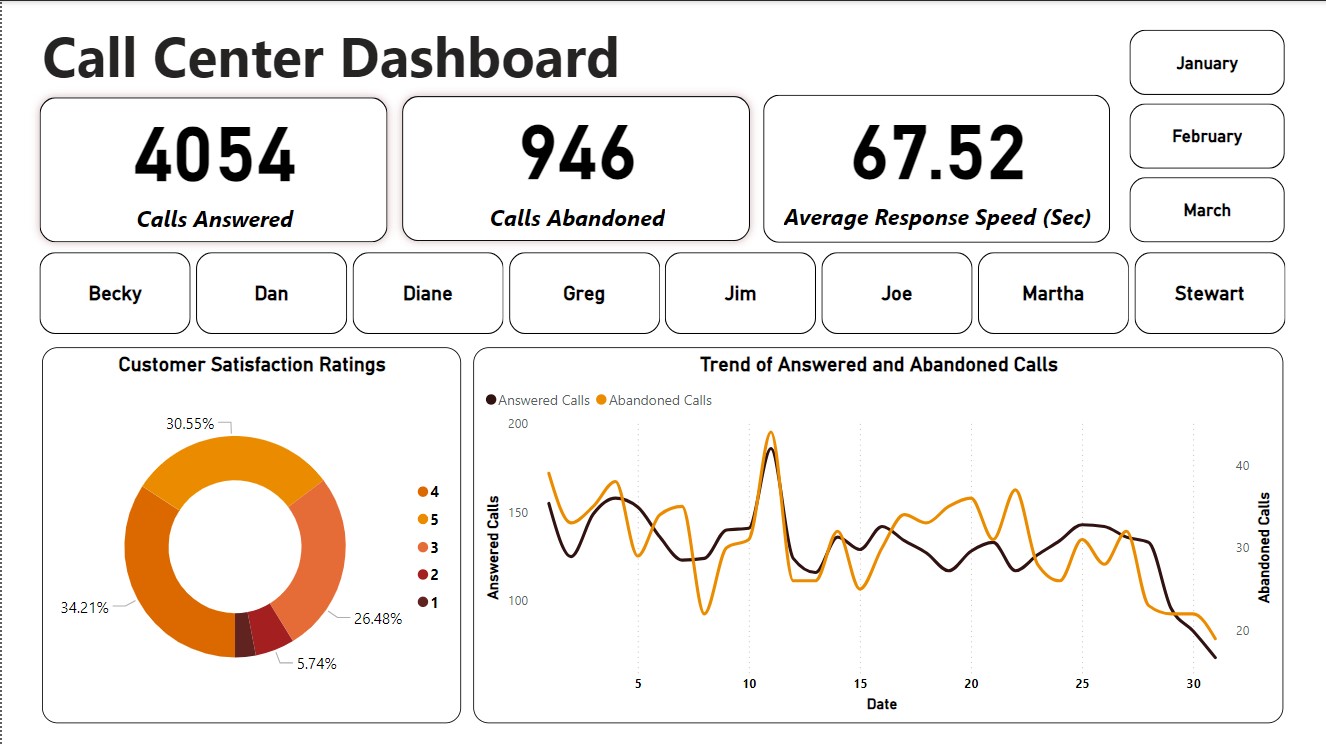 Call Center Dashboard
January
4054
Calls Answered
946
Calls Abandoned
67.52
Average Response Speed (Sec)
February
March
Becky
Dan
Diane
Greg
Jim
Joe
Martha
Stewart
Customer Satisfaction Ratings
30.55%
34.21%
26.48%
5.74%
4
5
3
2
1
Trend of Answered and Abandoned Calls
Answered Calls
Abandoned Calls
200
150
100
Answered Calls
40
30
20
Abandoned Calls
5
10
15
20
25
30
Date